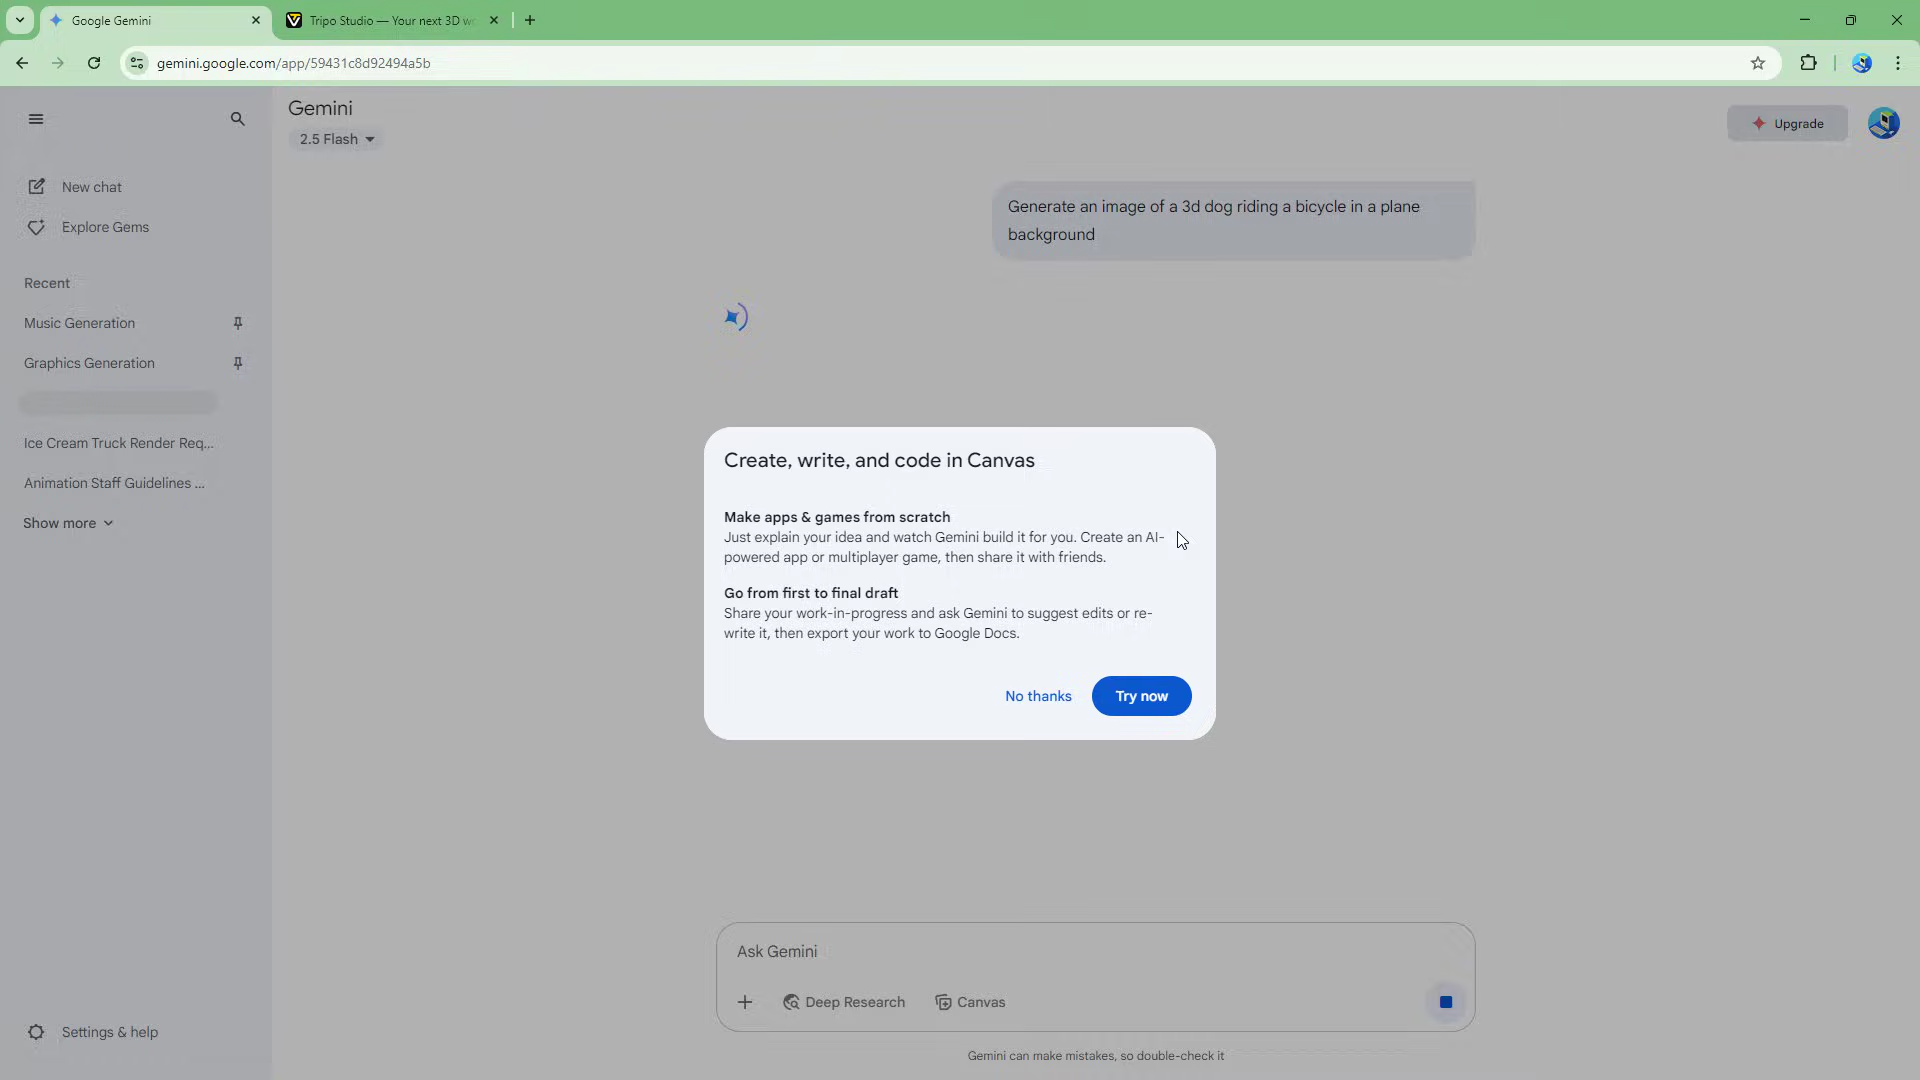 Google Gemini
Tripo Studio — Your next 3D w
gemini.google.com/app/59431c8d92494a5b
Gemini
2.5 Flash
Upgrade
New chat
Explore Gems
Recent
Music Generation
Graphics Generation
Ice Cream Truck Render Req...
Animation Staff Guidelines ...
Show more
Settings & help
Generate an image of a 3d dog riding a bicycle in a plane
background
Create, write, and code in Canvas
Make apps & games from scratch
Just explain your idea and watch Gemini build it for you. Create an AI-
powered app or multiplayer game, then share it with friends.
Go from first to final draft
Share your work-in-progress and ask Gemini to suggest edits or re-
write it, then export your work to Google Docs.
No thanks
Try now
Ask Gemini
Deep Research
Canvas
Gemini can make mistakes, so double-check it